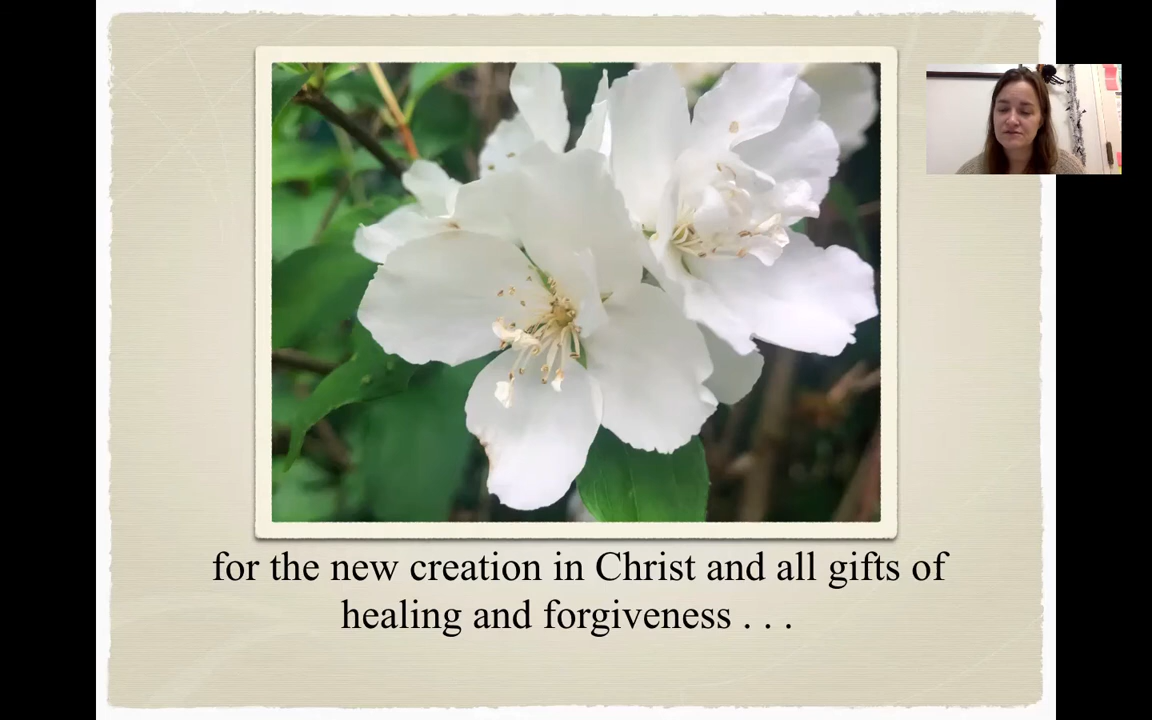 for the new creation in Christ and all gifts of
healing and forgiveness . . .